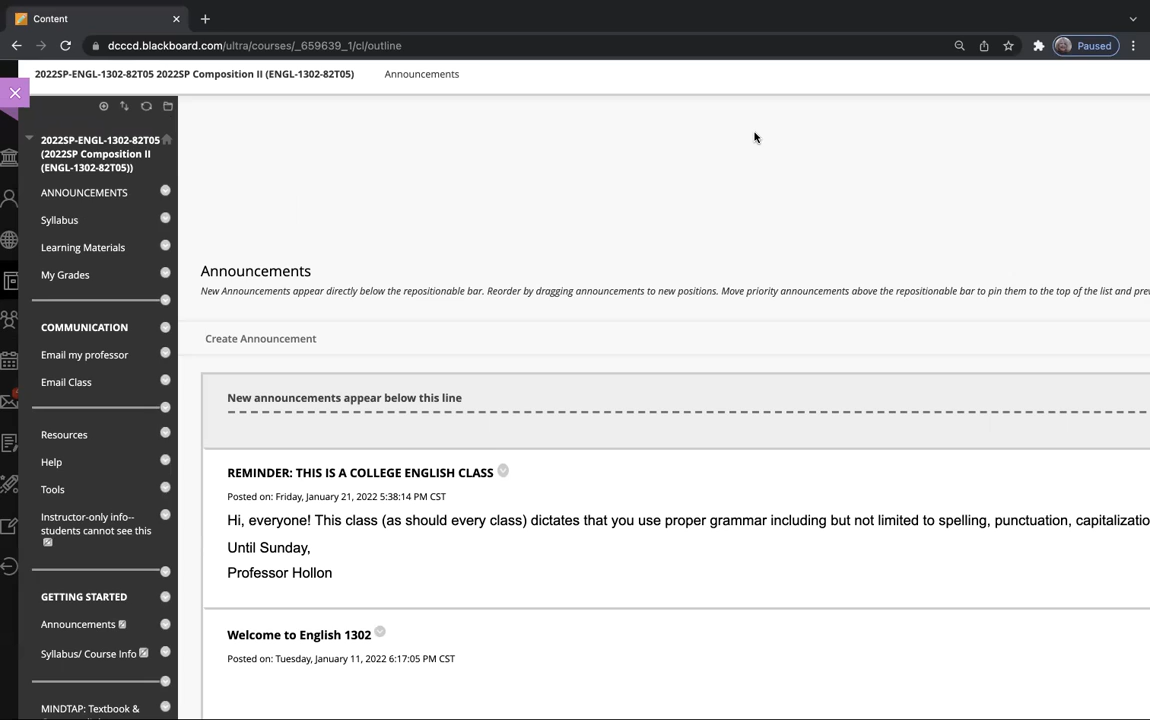 Content
dcccd.blackboard.com/ultra/courses/_659639_1/cl/outline
Paused
2022SP-ENGL-1302-82T05 2022SP Composition II (ENGL-1302-82T05)
Announcements
2022SP-ENGL-1302-82T05
(2022SP Composition II
(ENGL-1302-82T05))
ANNOUNCEMENTS
Syllabus
Learning Materials
My Grades
COMMUNICATION
Email my professor
Email Class
Resources
Help
Tools
Instructor-only info--
students cannot see this
GETTING STARTED
Announcements
Syllabus/ Course Info
MINDTAP: Textbook &
Announcements
New Announcements appear directly below the repositionable bar. Reorder by dragging announcements to new positions. Move priority announcements above the repositionable bar to pin them to the top of the list and
Create Announcement
New announcements appear below this line
REMINDER: THIS IS A COLLEGE ENGLISH CLASS
Posted on: Friday, January 21, 2022 5:38:14 PM CST
Hi, everyone! This class (as should every class) dictates that you use proper grammar including but not limited to spelling, punctuation, capitalizatio
Until Sunday,
Professor Hollon
Welcome to English 1302
Posted on: Tuesday, January 11, 2022 6:17:05 PM CST